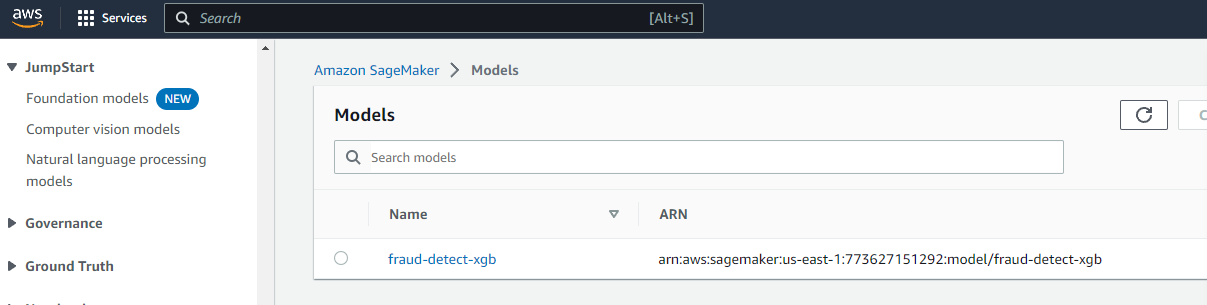 aws Services Search [Alt+S]
JumpStart
Foundation models NEW
Computer vision models
Natural language processing
models
Governance
Ground Truth
Amazon SageMaker > Models
Models
Search models
Name ARN
fraud-detect-xgb arn:aws:sagemaker:us-east-1:773627151292:model/fraud-detect-xgb